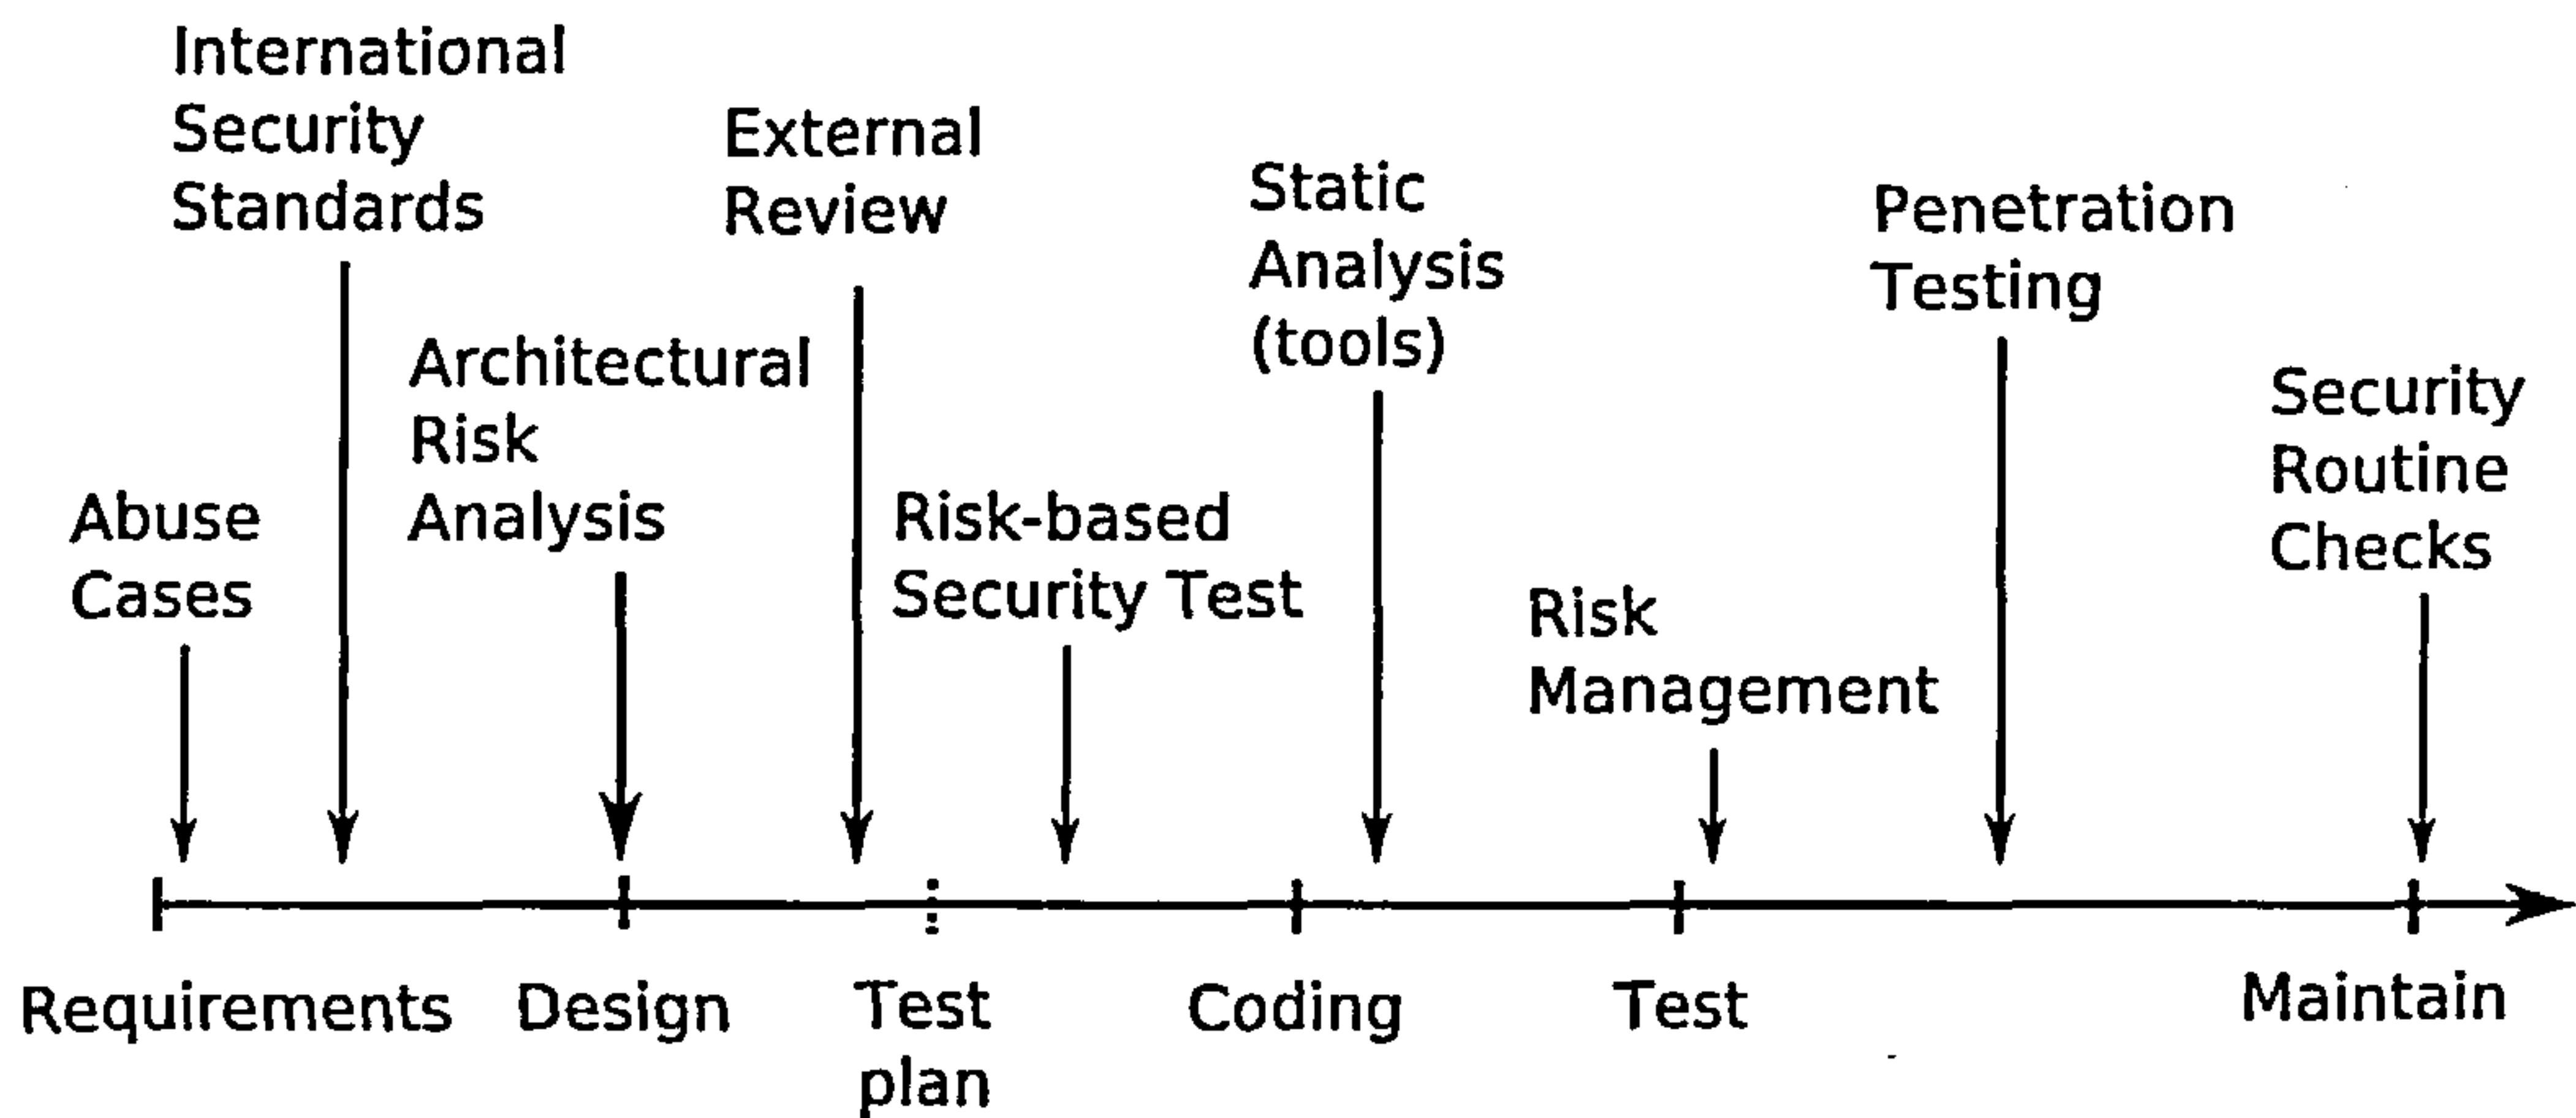 International
Security
Standards
External
Review
Static
Analysis
(tools)
Penetration
Testing
Architectural
Risk
Analysis
Security
Routine
Checks
Abuse
Cases
Risk-based
Security Test
Risk
Management
Requirements
Design
Test
plan
Coding
Test
Maintain